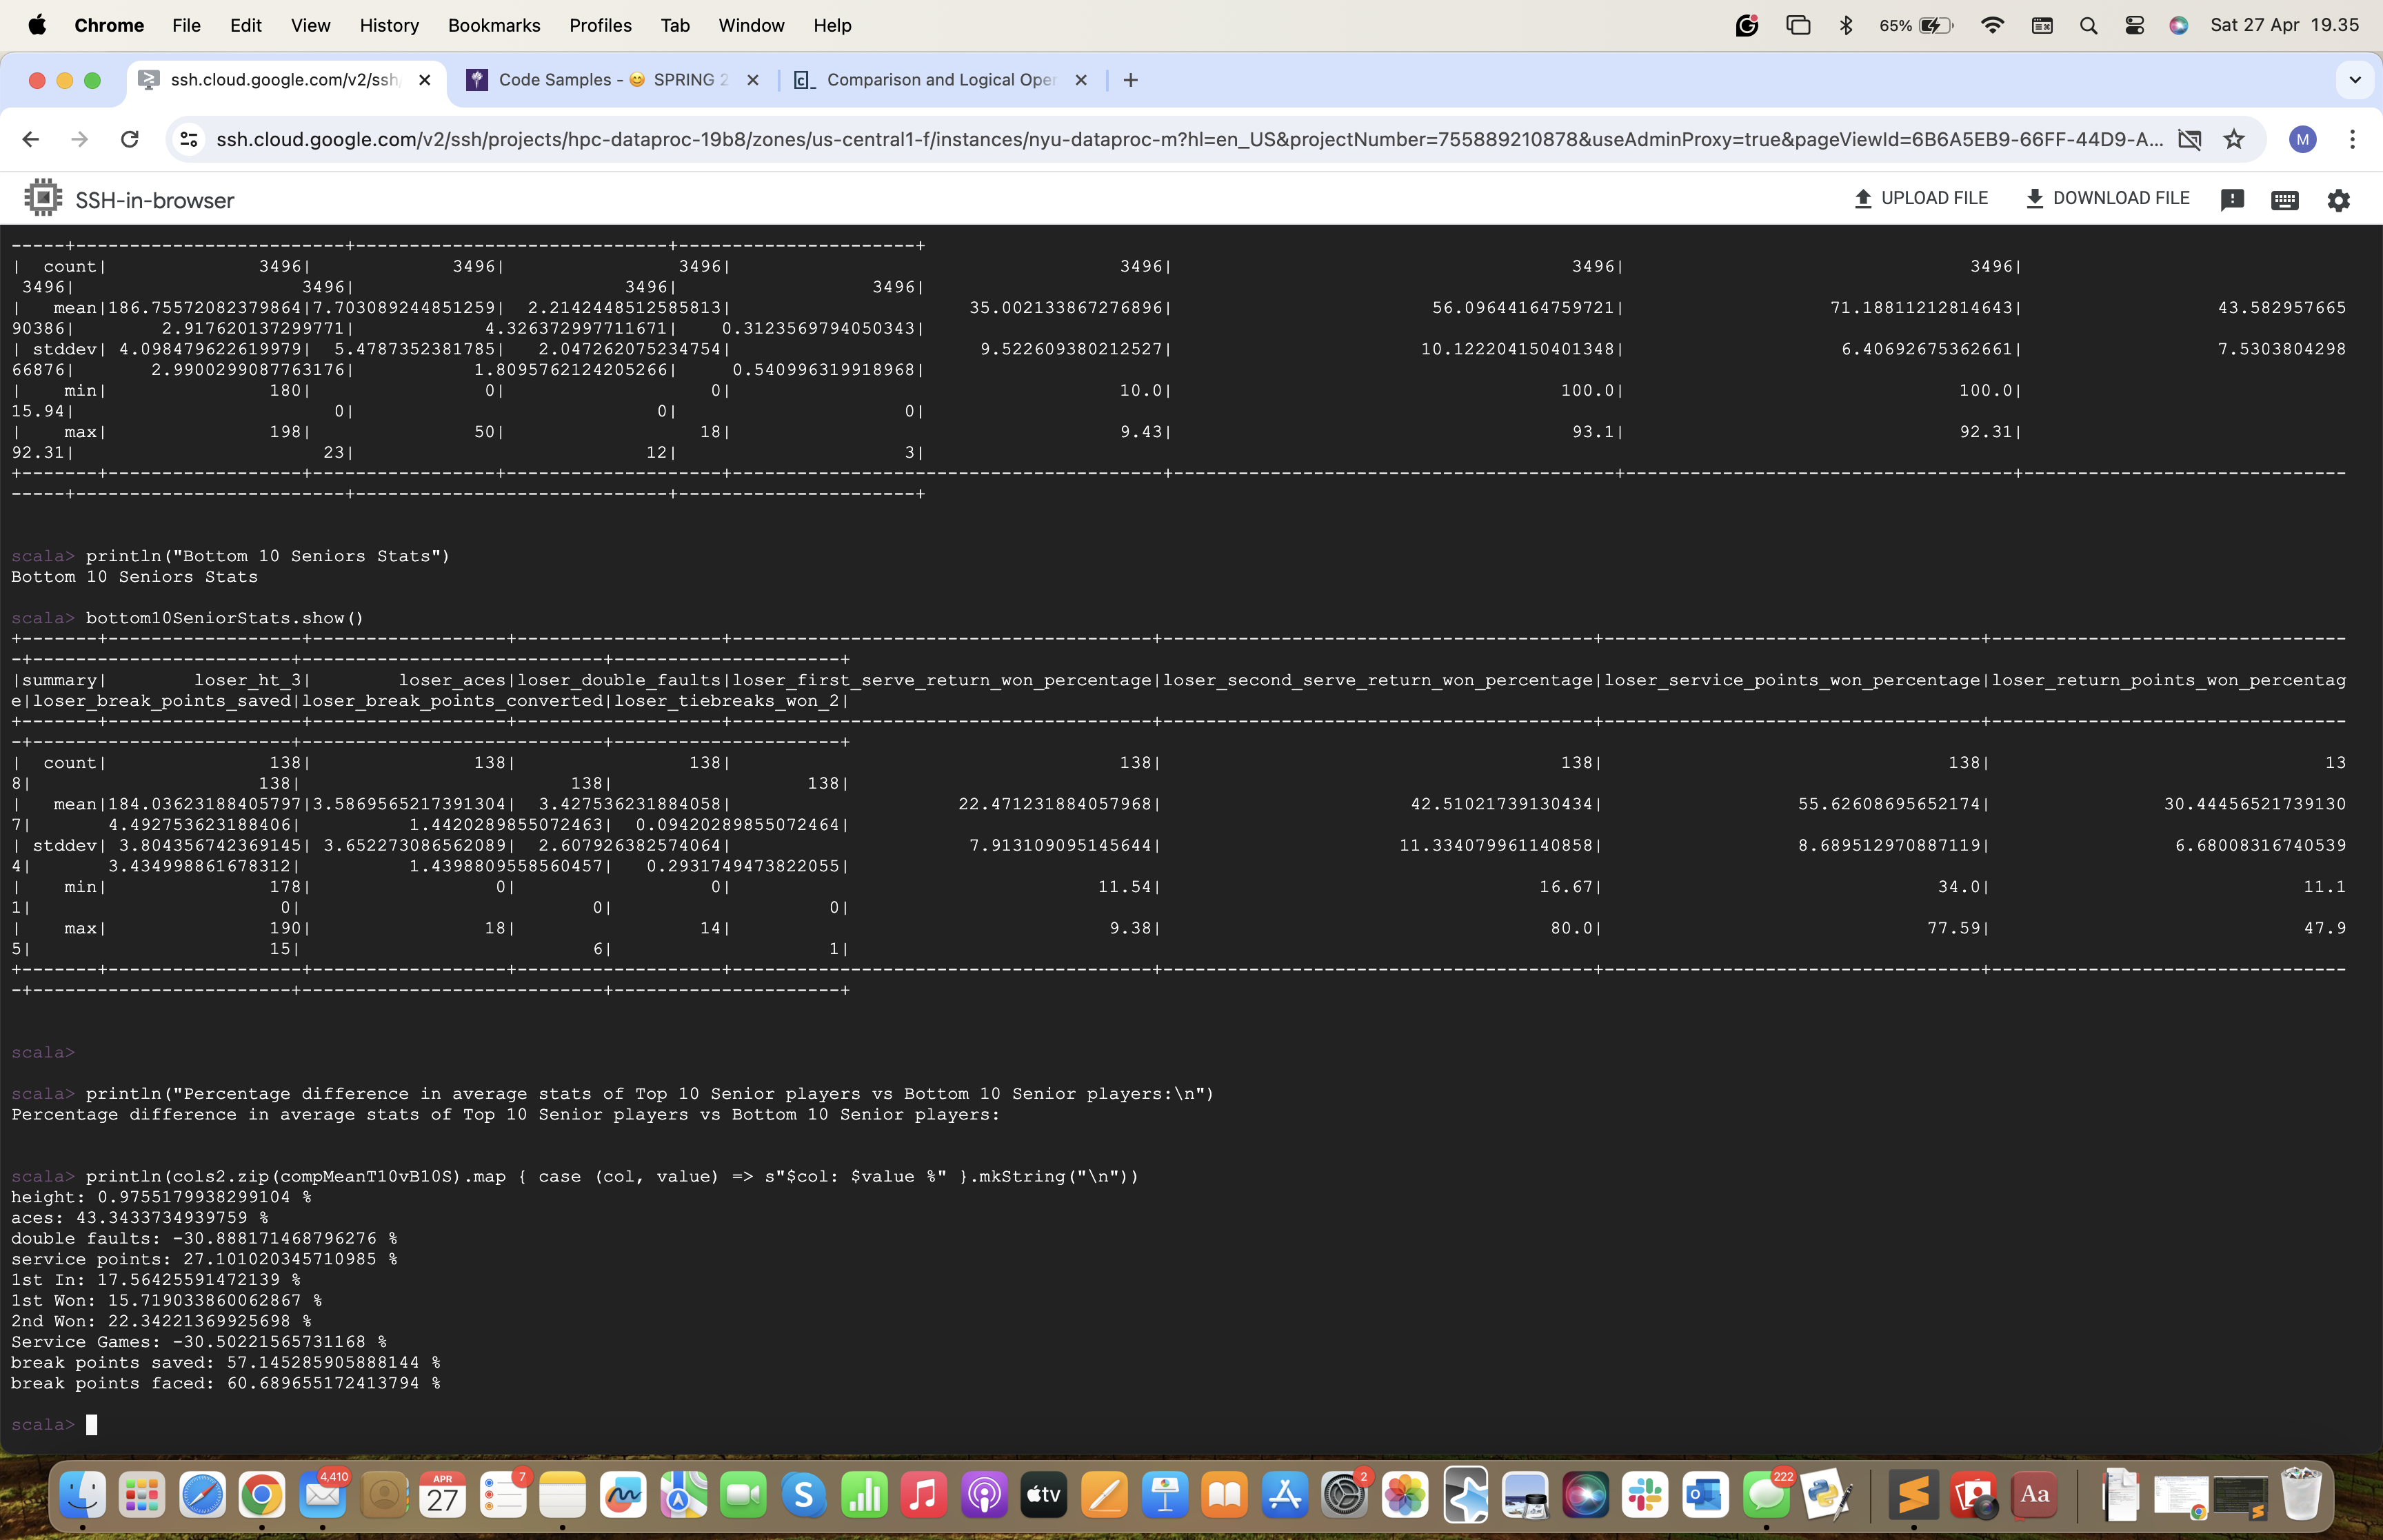 Chrome File Edit View History Bookmarks Profiles Tab Window Help 65% Sat 27 Apr 19.35
ssh.cloud.google.com/v2/ssh Code Samples - 😊 SPRING 2 C_ Comparison and Logical Oper
ssh.cloud.google.com/v2/ssh/projects/hpc-dataproc-19b8/zones/us-central1-f/instances/nyu-dataproc-m?hl=en_US&projectNumber=755889210878&useAdminProxy=true&pageViewId=6B6A5EB9-66FF-44D9-A... M
SSH-in-browser UPLOAD FILE DOWNLOAD FILE
-----+-------------------------+-----------------------------+----------------------+
| count| 3496| 3496| 3496| 3496| 3496| 3496|
3496| 3496| 3496| 3496|
| mean|186.75572082379864|7.703089244851259| 2.2142448512585813| 35.002133867276896| 56.09644164759721| 71.18811212814643| 43.582957665
90386| 2.917620137299771| 4.326372997711671| 0.3123569794050343|
| stddev| 4.098479622619979| 5.4787352381785| 2.047262075234754| 9.522609380212527| 10.122204150401348| 6.40692675362661| 7.5303804298
66876| 2.9900299087763176| 1.8095762124205266| 0.540996319918968|
| min| 180| 0| 0| 10.0| 100.0| 100.0|
15.94| 0| 0| 0|
| max| 198| 50| 18| 9.43| 93.1| 92.31|
92.31| 23| 12| 3|
+-------+------------------+-----------------+--------------------+----------------------------------------+-----------------------------------------+------------------------------------+------------------------------
-----+-------------------------+-----------------------------+----------------------+
scala> println("Bottom 10 Seniors Stats")
Bottom 10 Seniors Stats
scala> bottom10SeniorStats.show()
+-------+------------------+------------------+-------------------+---------------------------------------+----------------------------------------+-----------------------------------+---------------------------------
-+------------------------+----------------------------+---------------------+
|summary| loser_ht_3| loser_aces|loser_double_faults|loser_first_serve_return_won_percentage|loser_second_serve_return_won_percentage|loser_service_points_won_percentage|loser_return_points_won_percentag
e|loser_break_points_saved|loser_break_points_converted|loser_tiebreaks_won_2|
+-------+------------------+------------------+-------------------+---------------------------------------+----------------------------------------+-----------------------------------+---------------------------------
-+------------------------+----------------------------+---------------------+
| count| 138| 138| 138| 138| 138| 138| 13
8| 138| 138| 138|
| mean|184.03623188405797|3.5869565217391304| 3.427536231884058| 22.471231884057968| 42.51021739130434| 55.62608695652174| 30.44456521739130
7| 4.492753623188406| 1.4420289855072463| 0.09420289855072464|
| stddev| 3.804356742369145| 3.652273086562089| 2.607926382574064| 7.913109095145644| 11.334079961140858| 8.689512970887119| 6.68008316740539
4| 3.434998861678312| 1.4398809558560457| 0.2931749473822055|
| min| 178| 0| 0| 11.54| 16.67| 34.0| 11.1
1| 0| 0| 0|
| max| 190| 18| 14| 9.38| 80.0| 77.59| 47.9
5| 15| 6| 1|
+-------+------------------+------------------+-------------------+---------------------------------------+----------------------------------------+-----------------------------------+---------------------------------
-+------------------------+----------------------------+---------------------+
scala>
scala> println("Percentage difference in average stats of Top 10 Senior players vs Bottom 10 Senior players:\n")
Percentage difference in average stats of Top 10 Senior players vs Bottom 10 Senior players:
scala> println(cols2.zip(compMeanT10vB10S).map { case (col, value) => s"$col: $value %" }.mkString("\n"))
height: 0.9755179938299104 %
aces: 43.3433734939759 %
double faults: -30.888171468796276 %
service points: 27.101020345710985 %
1st In: 17.56425591472139 %
1st Won: 15.719033860062867 %
2nd Won: 22.34221369925698 %
Service Games: -30.50221565731168 %
break points saved: 57.145285905888144 %
break points faced: 60.689655172413794 %
scala>
4,410 APR 27 7 tv 2 222 Aa